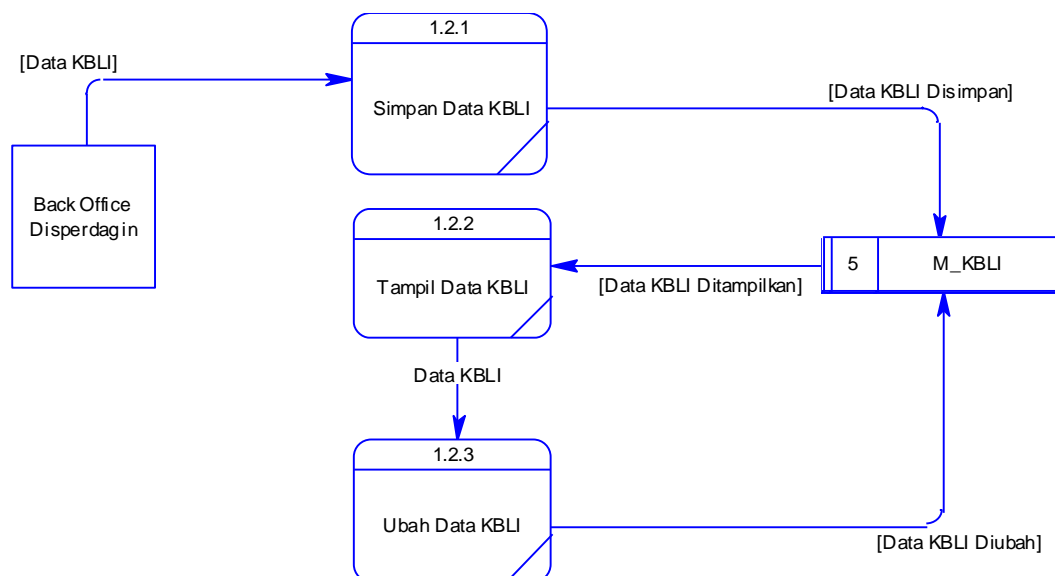 1.2.1
[Data KBLI]
Simpan Data KBLI
[Data KBLI Disimpan]
Back Office
Disperdagin
1.2.2
Tampil Data KBLI
[Data KBLI Ditampilkan]
5
M_KBLI
Data KBLI
1.2.3
Ubah Data KBLI
[Data KBLI Diubah]